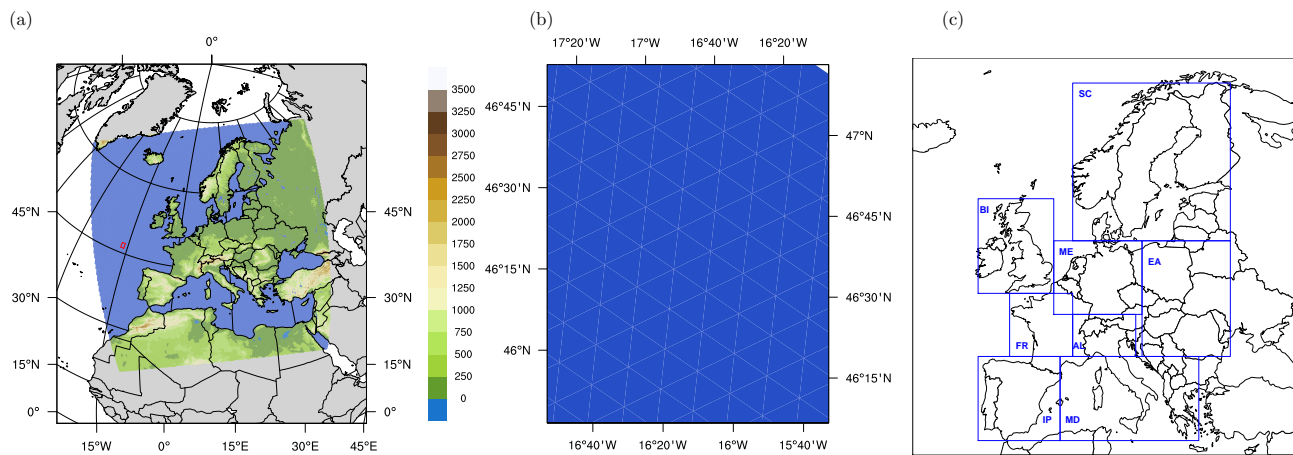 (a)
(b)
(c)
0°
45°N
30°N
15°N
0°
45°N
30°N
15°N
0°
15°W
0°
15°E
30°E
45°E
3500
3000
2750
2500
2250
2000
1750
1500
1250
1000
750
500
250
0
17°20'W
17°W
16°40'W
16°20'W
46°45'N
46°30'N
46°15'N
46°N
47°N
46°45'N
46°30'N
46°15'N
16°40'W
16°20'W
16°W
15°40'W
SC
BI
ME
EA
FR
AL
IP
MD